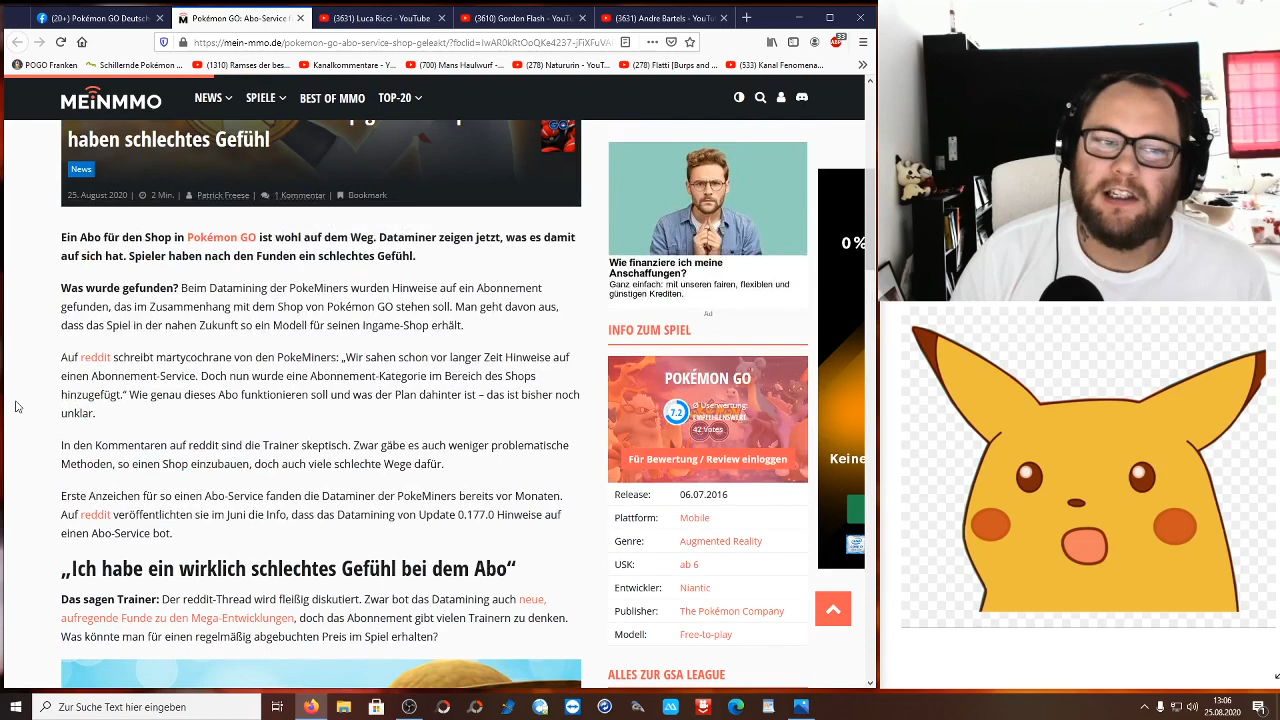 (20+) Pokémon GO Deutsch
Pokémon GO: Abo-Service f
(3631) Luca Ricci - YouTube
(3610) Gordon Flash - YouTub
(3631) Andre Bartels - YouTube
https://mein-mmo.de/pokemon-go-abo-service-shop-geleakt/?fbclid=IwAR0kRtOoQKe4237-jFiXFuVA
33
POGO Franken
Schillernde Pokémon ...
(1310) Ramses der bes...
Kanalkommentare - Y...
(700) Mans Haulwurf -...
(278) Natururin - YouT...
(278) Flatti [Burps and ...
(533) Kanal Fenomena...
MEINMMO
NEWS
SPIELE
BEST OF MMO
TOP-20
haben schlechtes Gefühl
News
25. August 2020 | 2 Min. | Patrick Freese | 1 Kommentar | Bookmark
Ein Abo für den Shop in Pokémon GO ist wohl auf dem Weg. Dataminer zeigen jetzt, was es damit
auf sich hat. Spieler haben nach den Funden ein schlechtes Gefühl.
Was wurde gefunden? Beim Datamining der PokeMiners wurden Hinweise auf ein Abonnement
gefunden, das im Zusammenhang mit dem Shop von Pokémon GO stehen soll. Man geht davon aus,
dass das Spiel in der nahen Zukunft so ein Modell für seinen Ingame-Shop erhält.
Auf reddit schreibt martycochrane von den PokeMiners: „Wir sahen schon vor langer Zeit Hinweise auf
einen Abonnement-Service. Doch nun wurde eine Abonnement-Kategorie im Bereich des Shops
hinzugefügt.“ Wie genau dieses Abo funktionieren soll und was der Plan dahinter ist – das ist bisher noch
unklar.
In den Kommentaren auf reddit sind die Trainer skeptisch. Zwar gäbe es auch weniger problematische
Methoden, so einen Shop einzubauen, doch auch viele schlechte Wege dafür.
Erste Anzeichen für so einen Abo-Service fanden die Dataminer der PokeMiners bereits vor Monaten.
Auf reddit veröffentlichten sie im Juni die Info, dass das Datamining von Update 0.177.0 Hinweise auf
einen Abo-Service bot.
„Ich habe ein wirklich schlechtes Gefühl bei dem Abo“
Das sagen Trainer: Der reddit-Thread wird fleißig diskutiert. Zwar bot das Datamining auch neue,
aufregende Funde zu den Mega-Entwicklungen, doch das Abonnement gibt vielen Trainern zu denken.
Was könnte man für einen regelmäßig abgebuchten Preis im Spiel erhalten?
Wie finanziere ich meine
Anschaffungen?
Ganz einfach: mit unseren fairen, flexiblen und
günstigen Krediten.
Ad
INFO ZUM SPIEL
POKÉMON GO
7.2
Ø Userwertung:
EMPFEHLENSWERT
42 Votes
Für Bewertung / Review einloggen
Release: 06.07.2016
Plattform: Mobile
Genre: Augmented Reality
USK: ab 6
Entwickler: Niantic
Publisher: The Pokémon Company
Modell: Free-to-play
ALLES ZUR GSA LEAGUE
0%
Keine
Zur Suche Text hier eingeben
13:06
25.08.2020